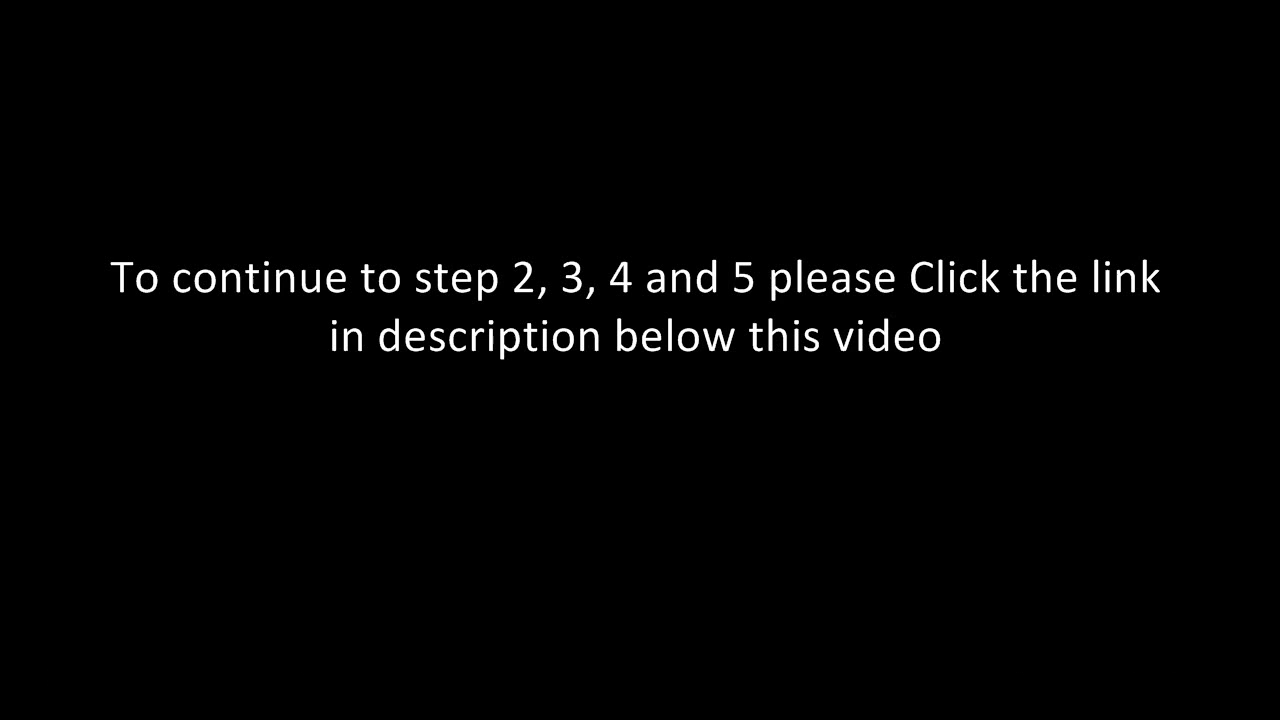 To continue to step 2, 3, 4 and 5 please Click the link
in description below this video